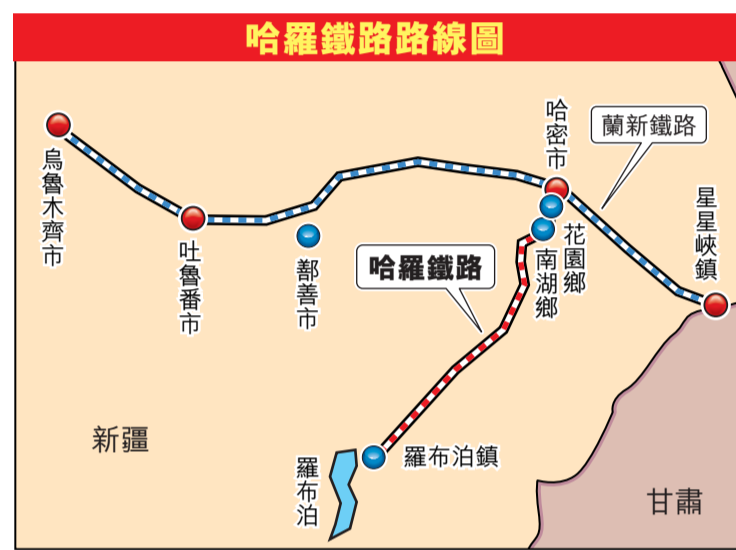 哈羅鐵路路線圖
哈密市
蘭新鐵路
烏魯木齊市
星星峽鎮
吐魯番市
鄯善市
花園鄉
南湖鄉
哈羅鐵路
新疆
羅布泊
羅布泊鎮
甘肅